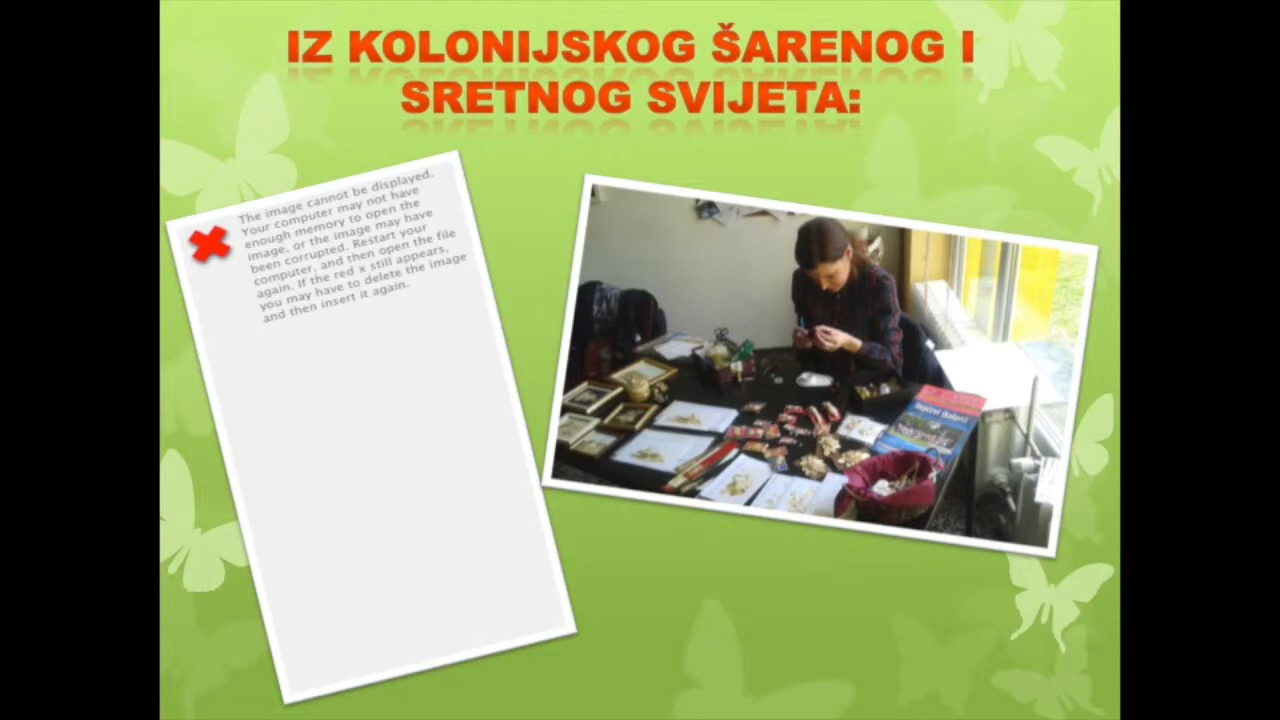 IZ KOLONIJSKOG ŠARENOG I
SRETNOG SVIJETA:
The image cannot be displayed.
Your computer may not have
enough memory to open the
image, or the image may have
been corrupted. Restart your
computer, and then open the file
again. If the red x still appears,
you may have to delete the image
and then insert it again.